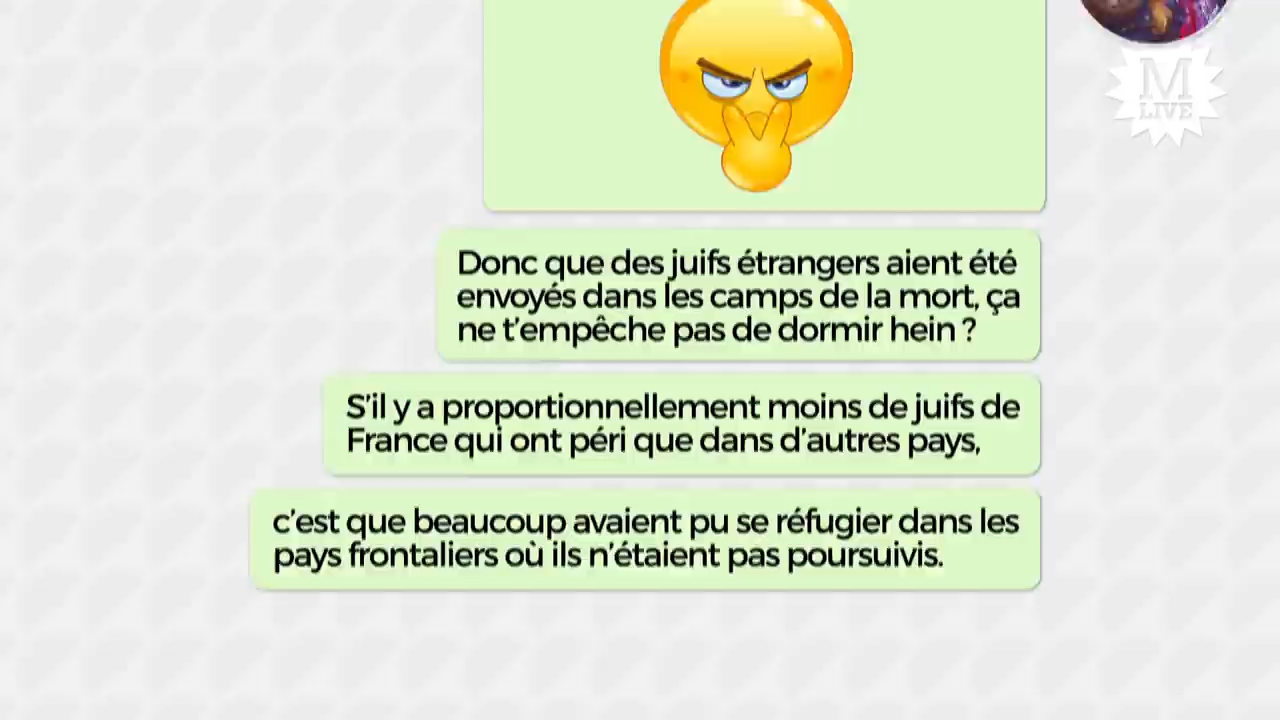 M
LIVE
Donc que des juifs étrangers aient été
envoyés dans les camps de la mort, ça
ne t'empêche pas de dormir hein ?
S'il y a proportionnellement moins de juifs de
France qui ont péri que dans d'autres pays,
c'est que beaucoup avaient pu se réfugier dans les
pays frontaliers où ils n'étaient pas poursuivis.